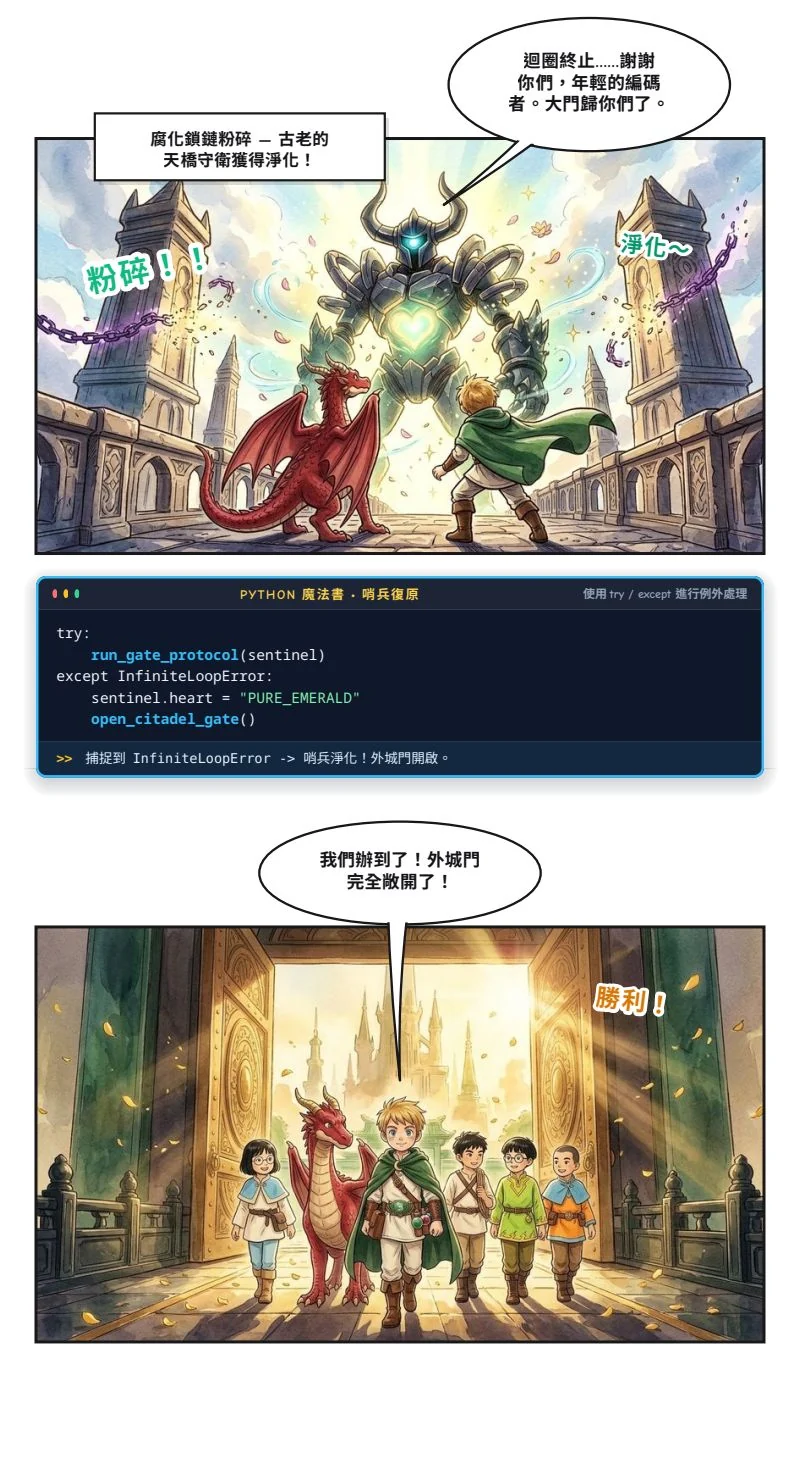 迴圈終止……謝謝
你們，年輕的編碼
者。大門歸你們了。
腐化鎖鏈粉碎 — 古老的
天橋守衛獲得淨化！
粉碎！！
淨化～
PYTHON 魔法書 · 哨兵復原
使用 try / except 進行例外處理
try:
    run_gate_protocol(sentinel)
except InfiniteLoopError:
    sentinel.heart = "PURE_EMERALD"
    open_citadel_gate()
>> 捕捉到 InfiniteLoopError -> 哨兵淨化！外城門開啟。
我們辦到了！外城門
完全敞開了！
勝利！